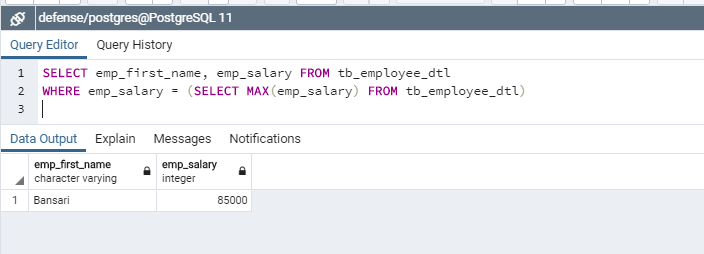 defense/postgres@PostgreSQL 11
Query Editor Query History
1 SELECT emp_first_name, emp_salary FROM tb_employee_dtl
2 WHERE emp_salary = (SELECT MAX(emp_salary) FROM tb_employee_dtl)
3
Data Output Explain Messages Notifications
emp_first_name emp_salary
character varying integer
1 Bansari 85000